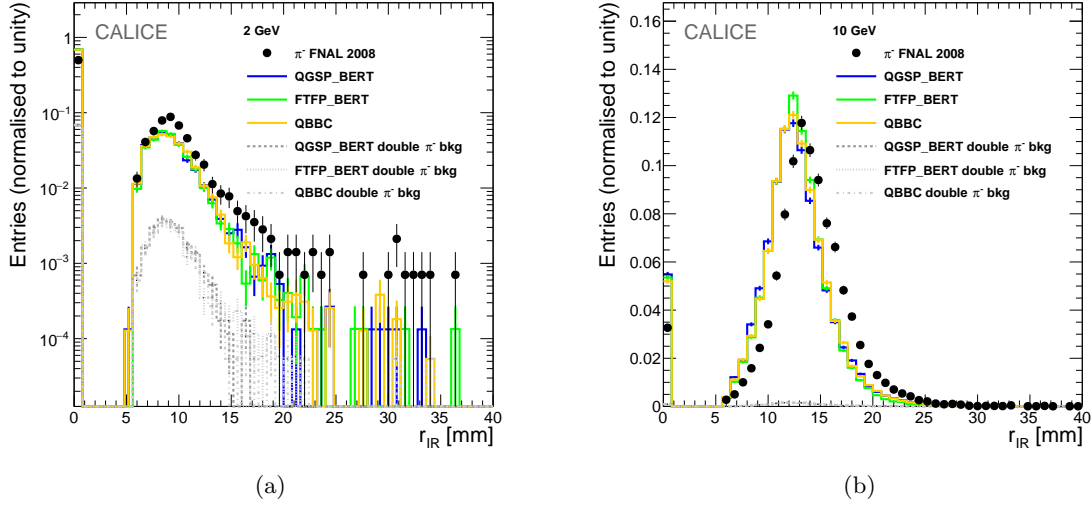 CALICE
2 GeV
π⁻ FNAL 2008
QGSP_BERT
FTFP_BERT
QBBC
QGSP_BERT double π⁻ bkg
FTFP_BERT double π⁻ bkg
QBBC double π⁻ bkg
Entries (normalised to unity)
1
10⁻¹
10⁻²
10⁻³
10⁻⁴
0 5 10 15 20 25 30 35 40
r_IR [mm]
(a)
CALICE
10 GeV
π⁻ FNAL 2008
QGSP_BERT
FTFP_BERT
QBBC
QGSP_BERT double π⁻ bkg
FTFP_BERT double π⁻ bkg
QBBC double π⁻ bkg
Entries (normalised to unity)
0.16
0.14
0.12
0.1
0.08
0.06
0.04
0.02
0
0 5 10 15 20 25 30 35 40
r_IR [mm]
(b)